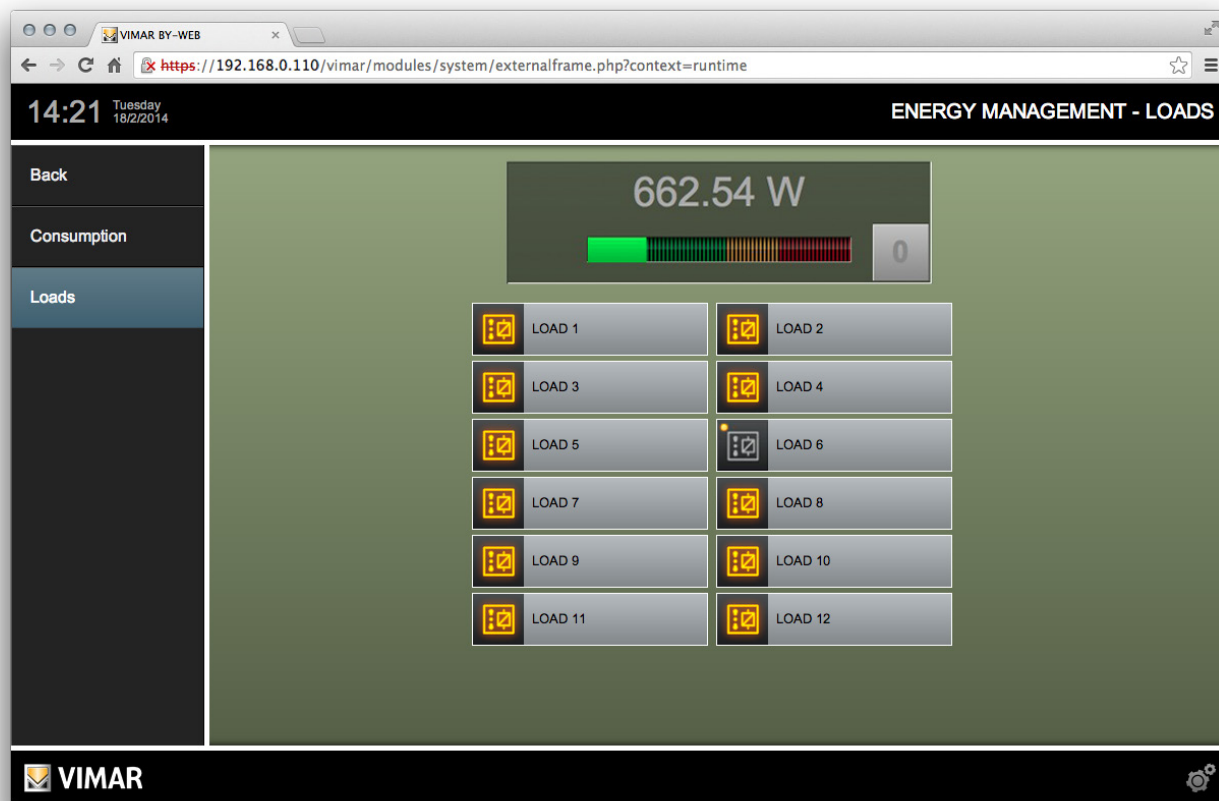 VIMAR BY-WEB
https://192.168.0.110/vimar/modules/system/externalframe.php?context=runtime
14:21 Tuesday
18/2/2014
ENERGY MANAGEMENT - LOADS
Back
Consumption
Loads
662.54 W
0
LOAD 1
LOAD 2
LOAD 3
LOAD 4
LOAD 5
LOAD 6
LOAD 7
LOAD 8
LOAD 9
LOAD 10
LOAD 11
LOAD 12
VIMAR